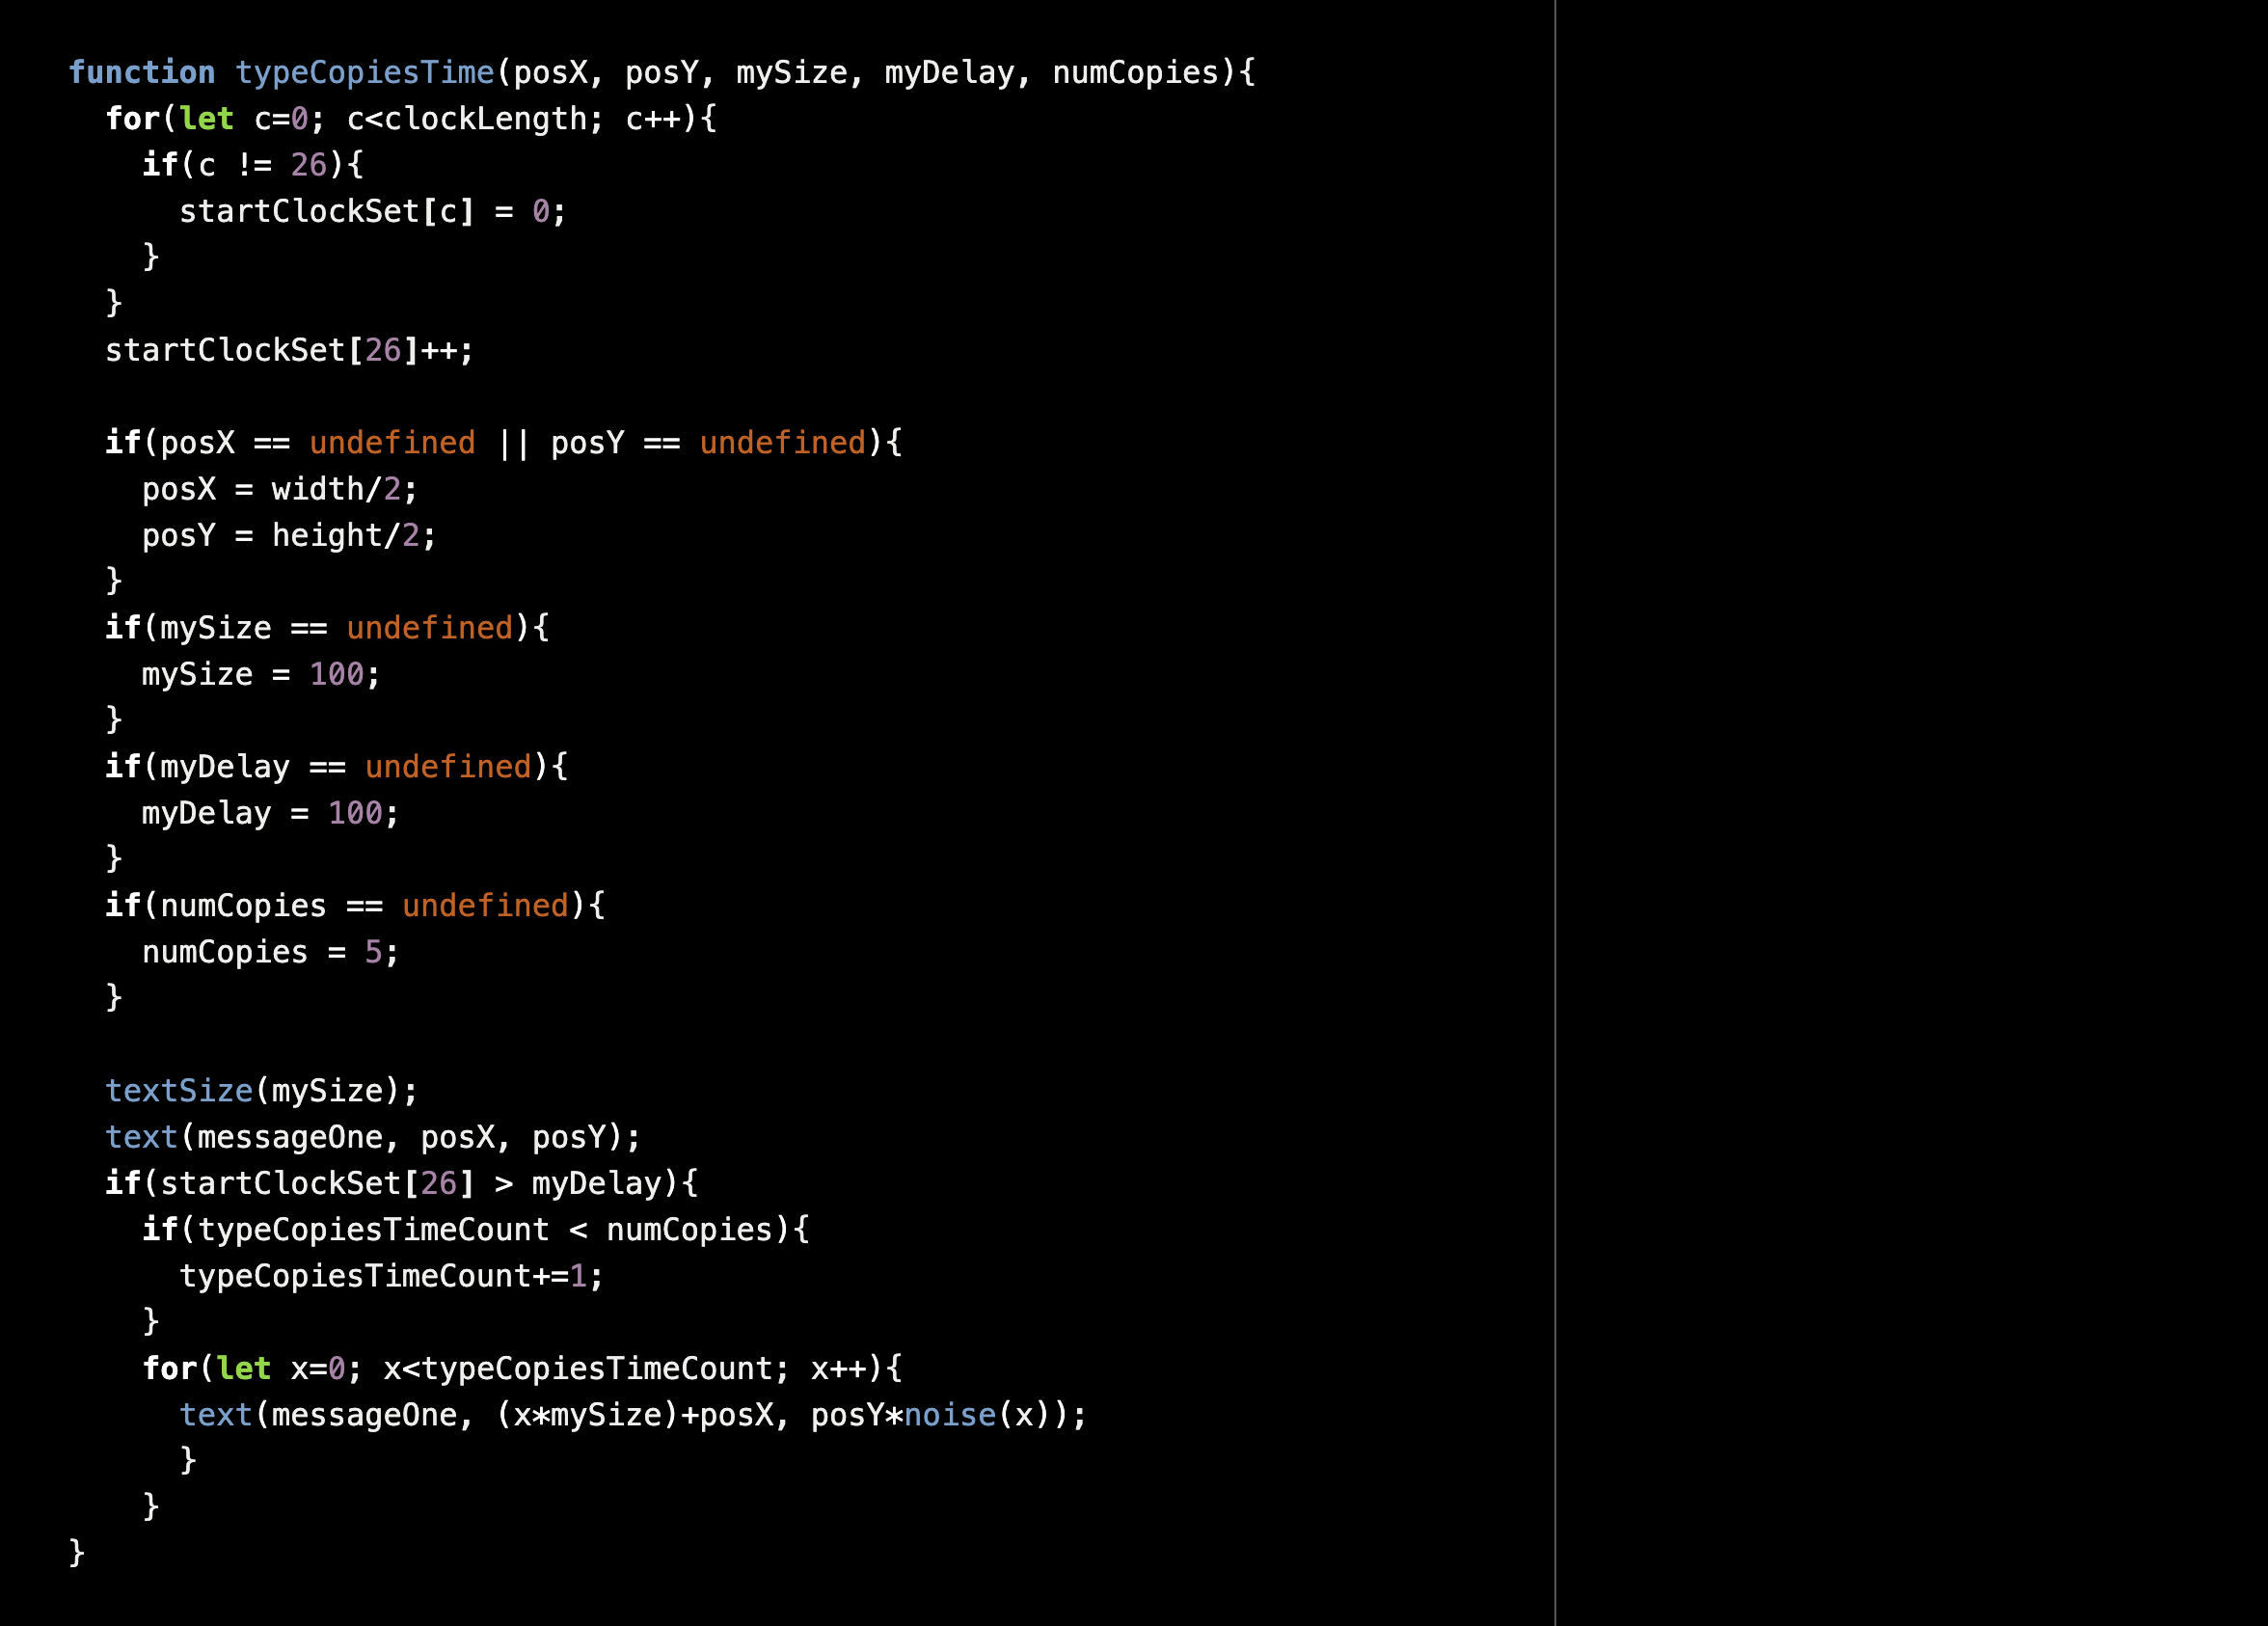 function typeCopiesTime(posX, posY, mySize, myDelay, numCopies){
  for(let c=0; c<clockLength; c++){
    if(c != 26){
      startClockSet[c] = 0;
    }
  }
  startClockSet[26]++;

  if(posX == undefined || posY == undefined){
    posX = width/2;
    posY = height/2;
  }
  if(mySize == undefined){
    mySize = 100;
  }
  if(myDelay == undefined){
    myDelay = 100;
  }
  if(numCopies == undefined){
    numCopies = 5;
  }

  textSize(mySize);
  text(messageOne, posX, posY);
  if(startClockSet[26] > myDelay){
    if(typeCopiesTimeCount < numCopies){
      typeCopiesTimeCount+=1;
    }
    for(let x=0; x<typeCopiesTimeCount; x++){
      text(messageOne, (x*mySize)+posX, posY*noise(x));
      }
    }
}